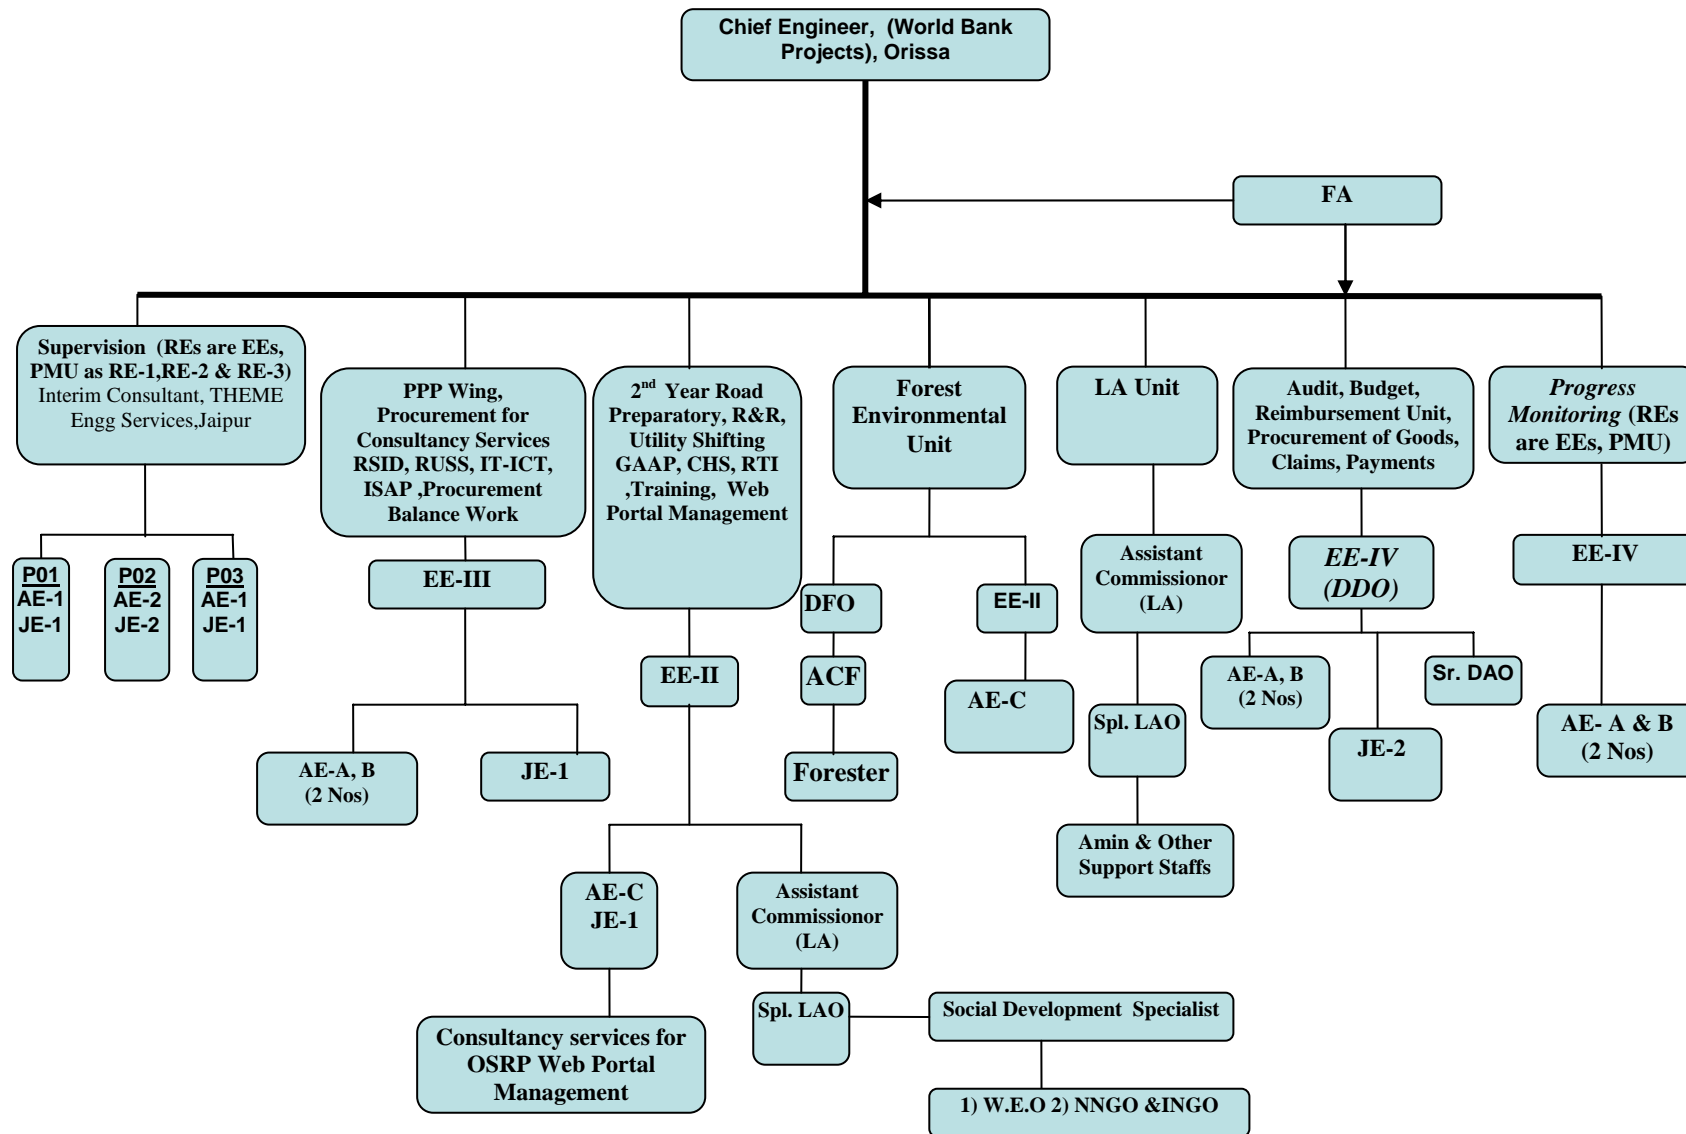 Chief Engineer, (World Bank
Projects), Orissa
FA
Supervision (REs are EEs,
PMU as RE-1,RE-2 & RE-3)
Interim Consultant, THEME
Engg Services,Jaipur
P01
AE-1
JE-1
P02
AE-2
JE-2
P03
AE-1
JE-1
PPP Wing,
Procurement for
Consultancy Services
RSID, RUSS, IT-ICT,
ISAP ,Procurement
Balance Work
EE-III
AE-A, B
(2 Nos)
JE-1
2nd Year Road
Preparatory, R&R,
Utility Shifting
GAAP, CHS, RTI
,Training, Web
Portal Management
EE-II
AE-C
JE-1
Consultancy services for
OSRP Web Portal
Management
Assistant
Commissionor
(LA)
Spl. LAO
Social Development Specialist
1) W.E.O 2) NNGO &INGO
Forest
Environmental
Unit
DFO
ACF
Forester
EE-II
AE-C
LA Unit
Assistant
Commissionor
(LA)
Spl. LAO
Amin & Other
Support Staffs
Audit, Budget,
Reimbursement Unit,
Procurement of Goods,
Claims, Payments
EE-IV
(DDO)
AE-A, B
(2 Nos)
JE-2
Sr. DAO
Progress
Monitoring (REs
are EEs, PMU)
EE-IV
AE- A & B
(2 Nos)